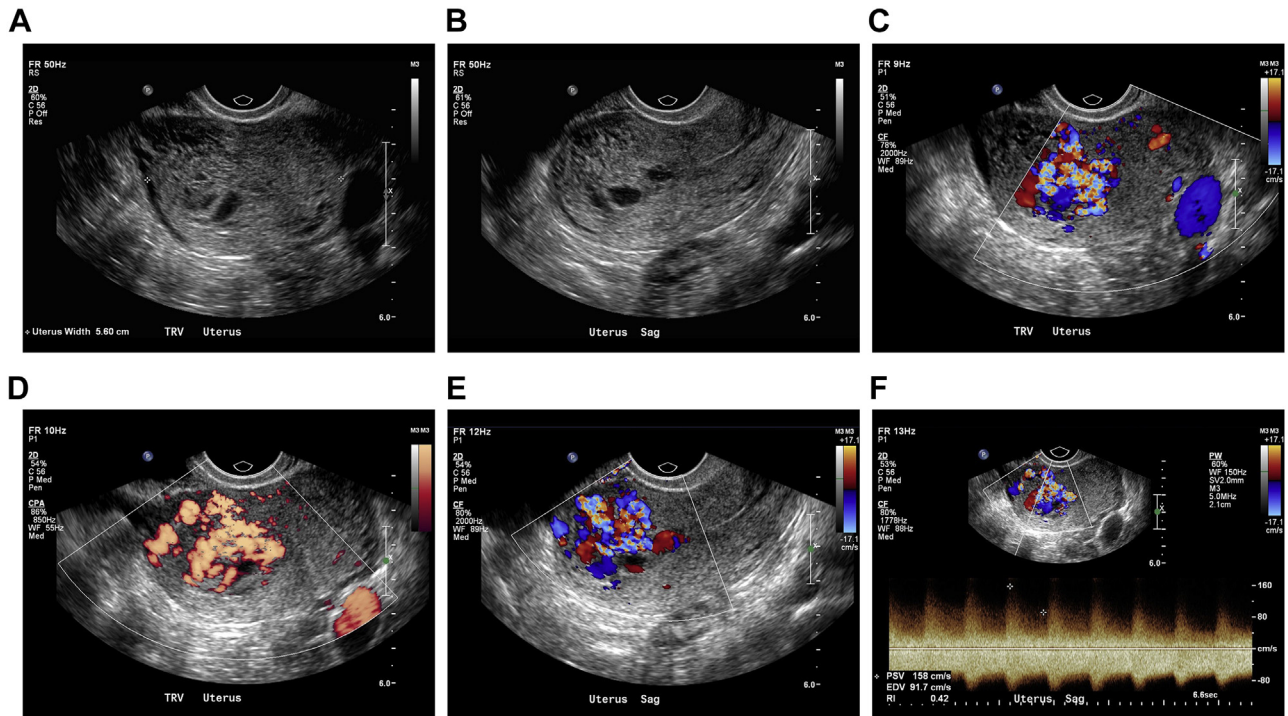 A
FR 50Hz
RS
M3
2D
60%
C 56
P Off
Res
P
X
6.0
Uterus Width 5.60 cm
TRV Uterus
B
FR 50Hz
RS
M3
2D
61%
C 56
P Off
Res
P
X
6.0
Uterus Sag
C
FR 9Hz
P1
M3 M3
+17.1
2D
51%
C 56
P Med
Pen
CF
78%
2000Hz
WF 89Hz
Med
P
-17.1
cm/s
X
6.0
TRV Uterus
D
FR 10Hz
P1
M3 M3
2D
54%
C 56
P Med
Pen
CPA
86%
850Hz
WF 55Hz
Med
P
X
6.0
TRV Uterus
E
FR 12Hz
P1
M3 M3
+17.1
2D
54%
C 56
P Med
Pen
CF
80%
2000Hz
WF 89Hz
Med
P
-17.1
cm/s
X
6.0
Uterus Sag
F
FR 13Hz
P1
M3 M3
+17.1
2D
53%
C 56
P Med
Pen
CF
80%
1778Hz
WF 89Hz
Med
P
PW
60%
WF 150Hz
SV2.0mm
M3
5.0MHz
2.1cm
-17.1
cm/s
X
6.0
160
80
cm/s
-80
PSV 158 cm/s
EDV 91.7 cm/s
RI 0.42
Uterus Sag
6.6sec